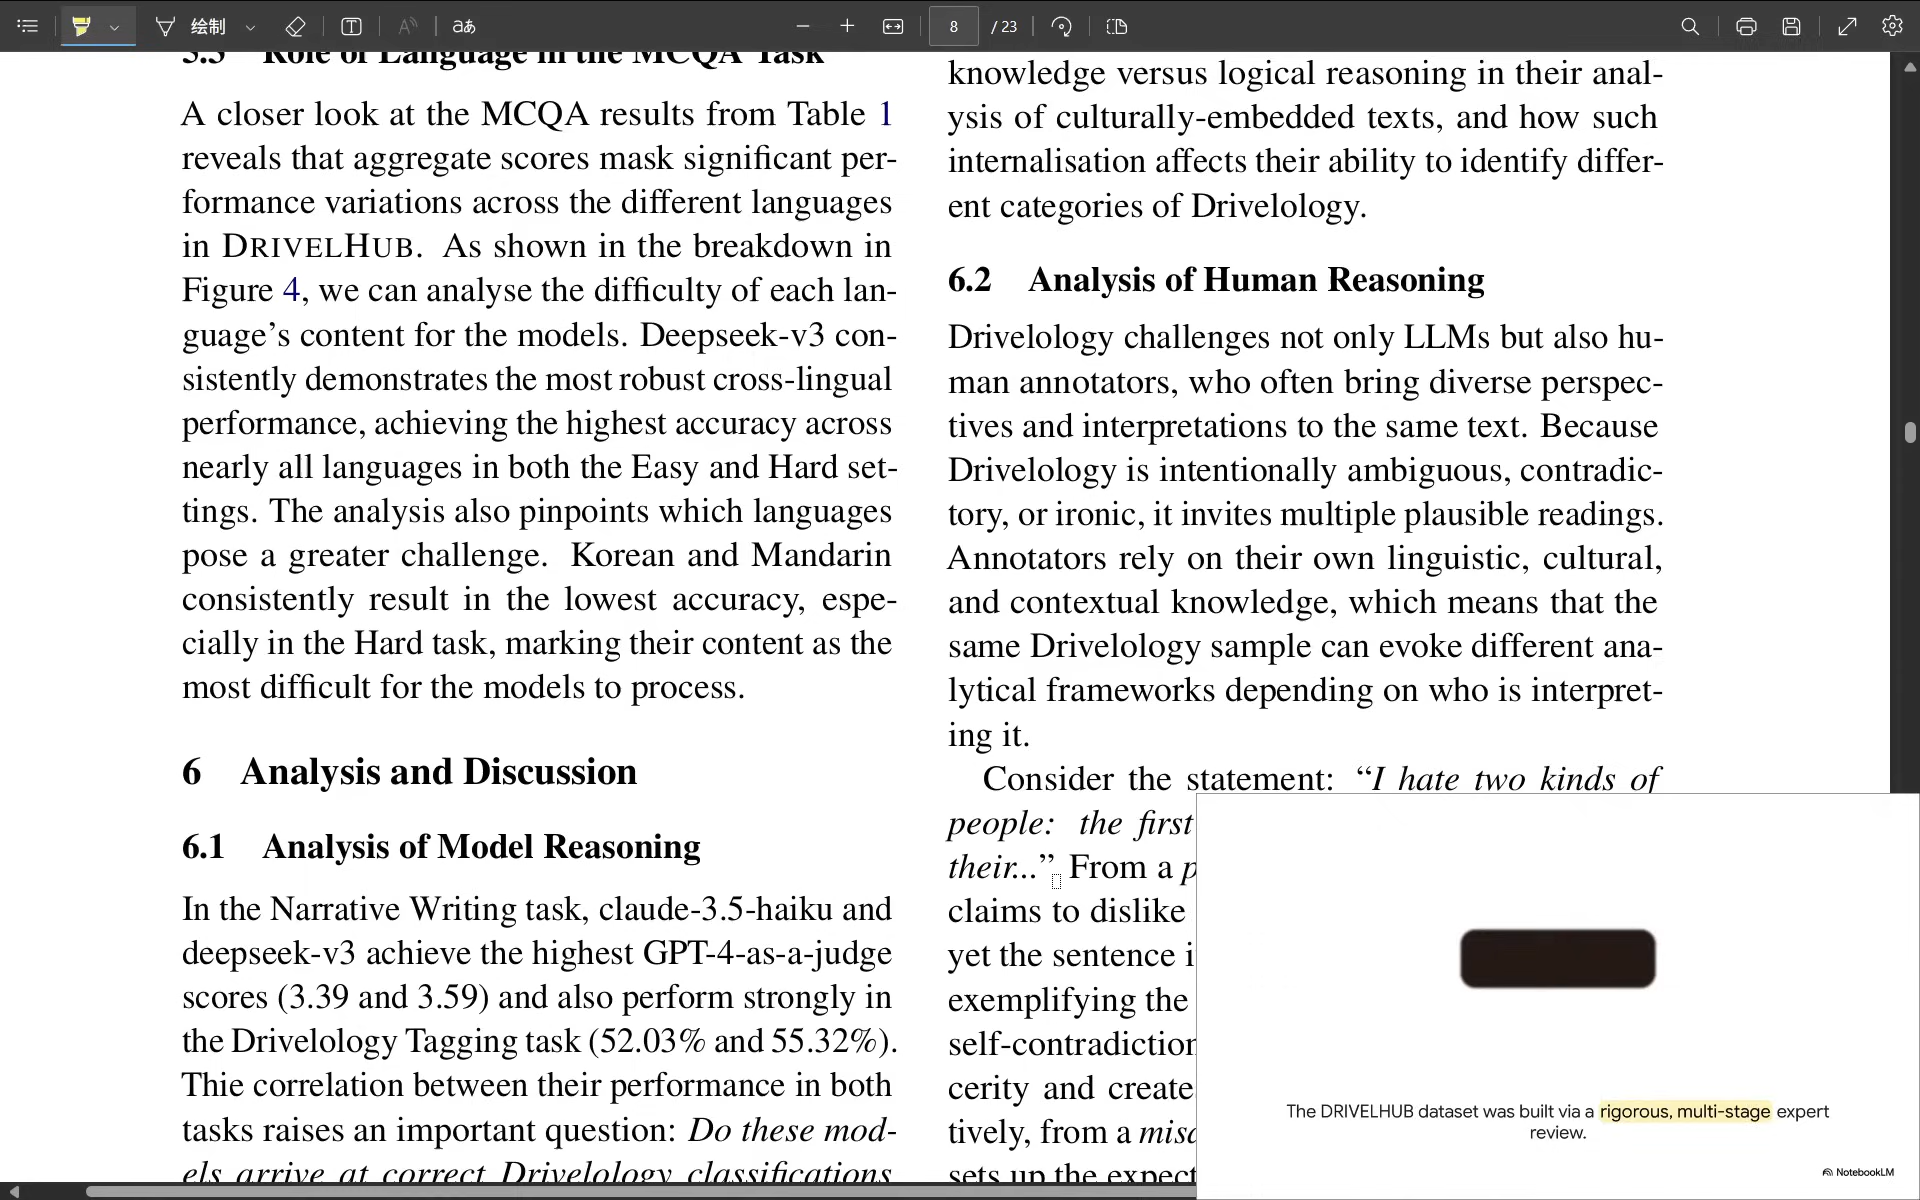 绘制
aあ
8
/ 23
5.5 Role of Language in the MCQA Task
A closer look at the MCQA results from Table 1
reveals that aggregate scores mask significant per-
formance variations across the different languages
in DRIVELHUB. As shown in the breakdown in
Figure 4, we can analyse the difficulty of each lan-
guage’s content for the models. Deepseek-v3 con-
sistently demonstrates the most robust cross-lingual
performance, achieving the highest accuracy across
nearly all languages in both the Easy and Hard set-
tings. The analysis also pinpoints which languages
pose a greater challenge. Korean and Mandarin
consistently result in the lowest accuracy, espe-
cially in the Hard task, marking their content as the
most difficult for the models to process.
6 Analysis and Discussion
6.1 Analysis of Model Reasoning
In the Narrative Writing task, claude-3.5-haiku and
deepseek-v3 achieve the highest GPT-4-as-a-judge
scores (3.39 and 3.59) and also perform strongly in
the Drivelology Tagging task (52.03% and 55.32%).
Thie correlation between their performance in both
tasks raises an important question: Do these mod-
els arrive at correct Drivelology classifications
knowledge versus logical reasoning in their anal-
ysis of culturally-embedded texts, and how such
internalisation affects their ability to identify differ-
ent categories of Drivelology.
6.2 Analysis of Human Reasoning
Drivelology challenges not only LLMs but also hu-
man annotators, who often bring diverse perspec-
tives and interpretations to the same text. Because
Drivelology is intentionally ambiguous, contradic-
tory, or ironic, it invites multiple plausible readings.
Annotators rely on their own linguistic, cultural,
and contextual knowledge, which means that the
same Drivelology sample can evoke different ana-
lytical frameworks depending on who is interpret-
ing it.
Consider the statement: “I hate two kinds of
people: the first
their...” From a p
claims to dislike
yet the sentence i
exemplifying the
self-contradiction
cerity and create
tively, from a misd
sets up the expect
The DRIVELHUB dataset was built via a rigorous, multi-stage expert
review.
NotebookLM